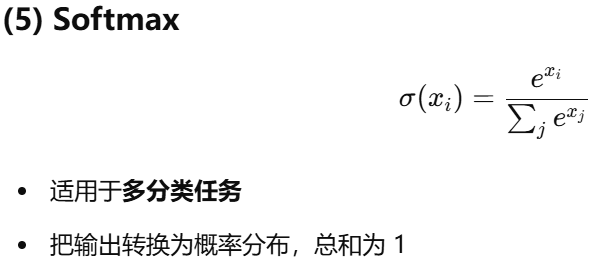 (5) Softmax
σ(x_i) = e^{x_i} / ∑_j e^{x_j}
• 适用于多分类任务
• 把输出转换为概率分布，总和为 1